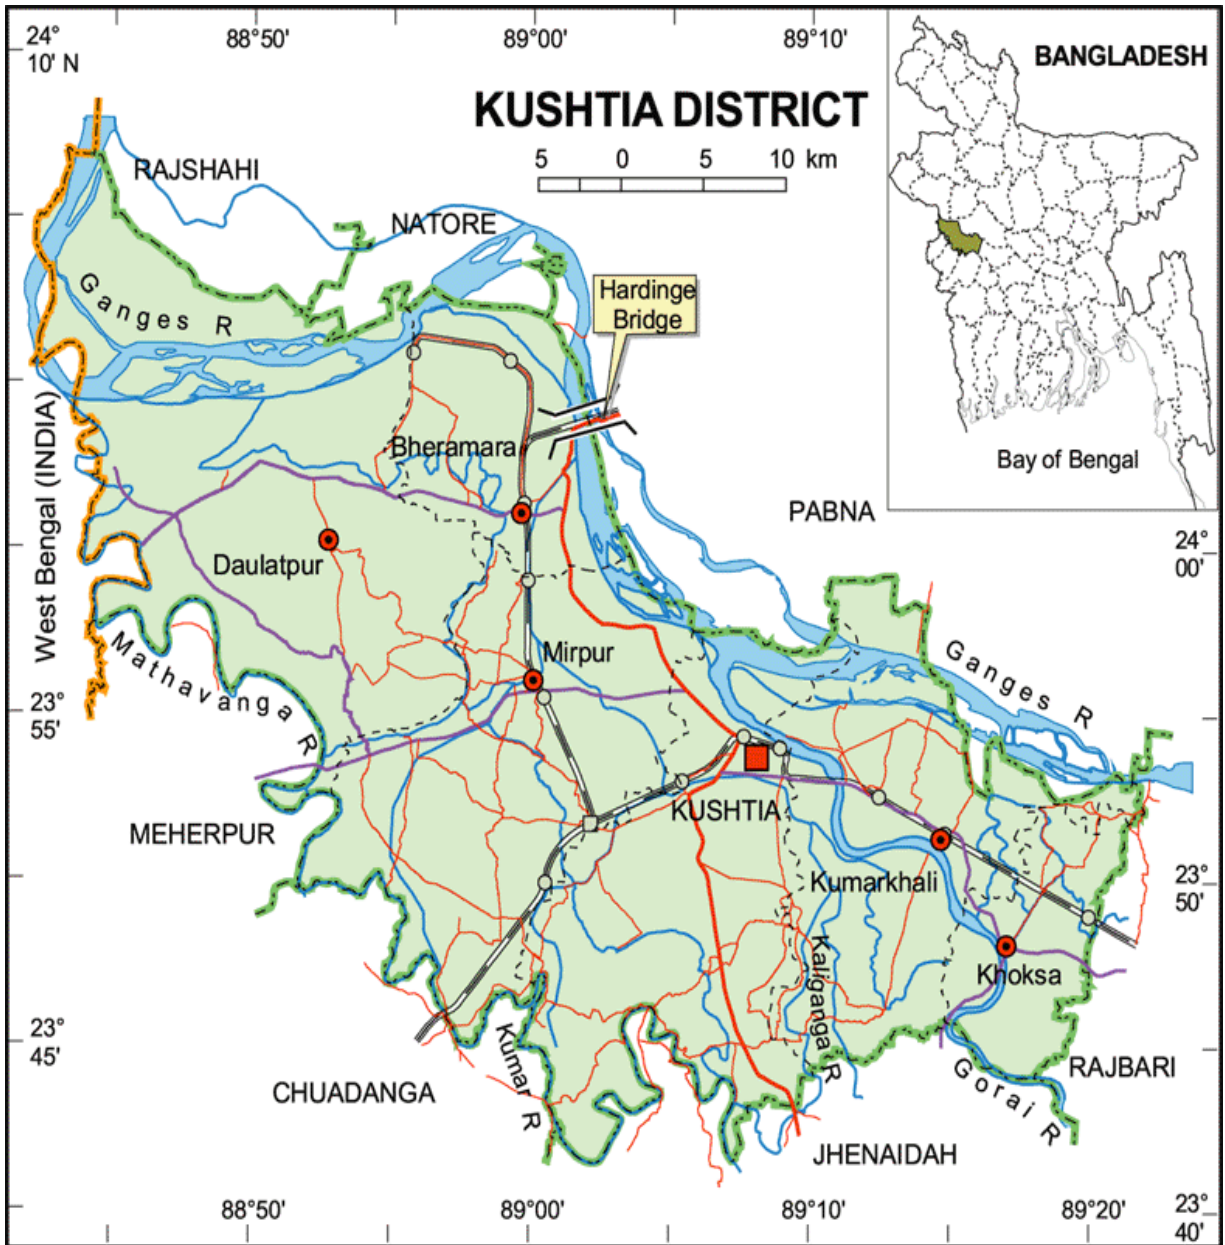 24°
10' N
88°50'
89°00'
89°10'
BANGLADESH
KUSHTIA DISTRICT
5 0 5 10 km
RAJSHAHI
NATORE
Ganges R
Hardinge
Bridge
Bheramara
West Bengal (INDIA)
Bay of Bengal
PABNA
24°
00'
Daulatpur
Mathavanga R
Mirpur
Ganges R
23°
55'
KUSHTIA
MEHERPUR
Kumarkhali
23°
50'
Kaliganga R
Khoksa
23°
45'
Kumar R
Gorai R
RAJBARI
CHUADANGA
JHENAIDAH
88°50'
89°00'
89°10'
89°20'
23°
40'